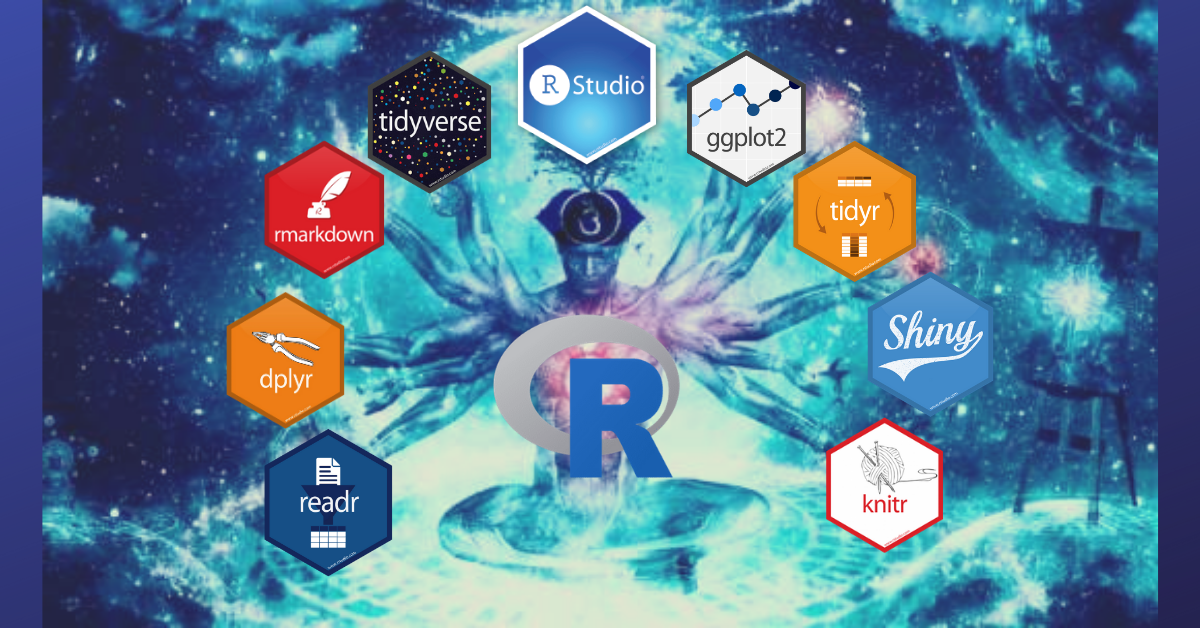 R Studio
tidyverse
ggplot2
rmarkdown
tidyr
dplyr
Shiny
readr
knitr
R